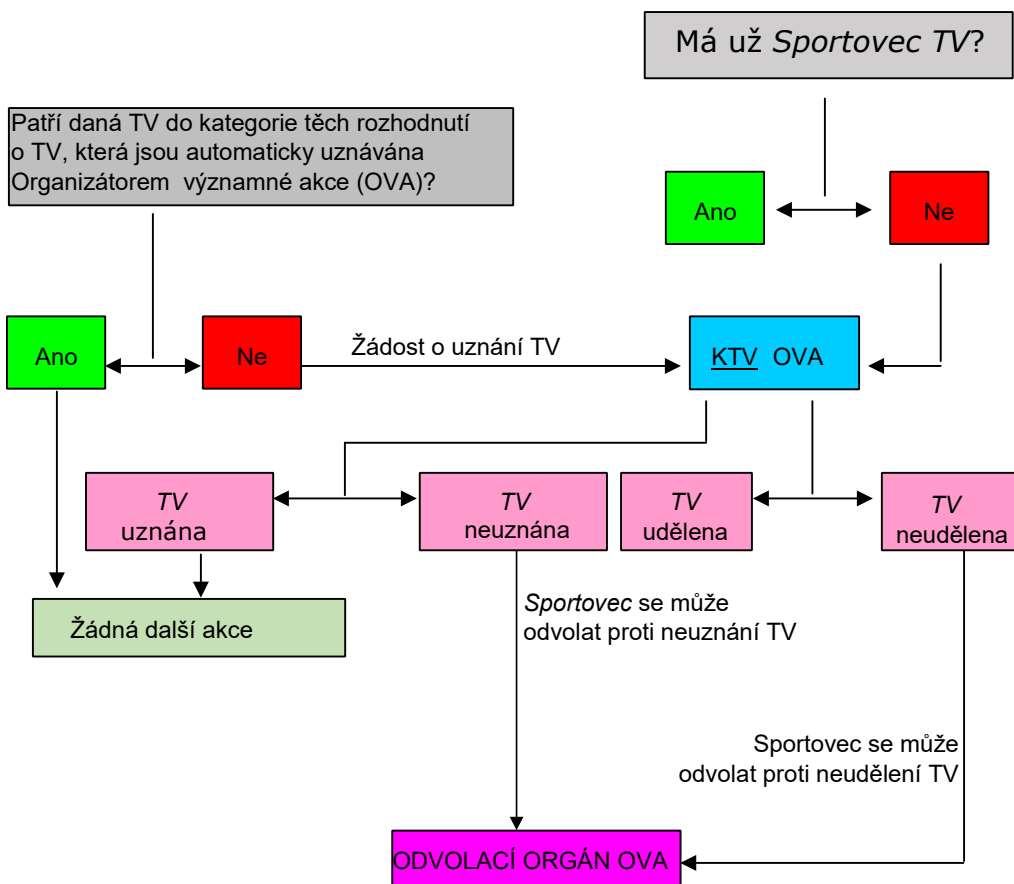 Má už Sportovec TV?
Patří daná TV do kategorie těch rozhodnutí
o TV, která jsou automaticky uznávána
Organizátorem významné akce (OVA)?
Ano
Ne
Ano
Ne
Žádost o uznání TV
KTV OVA
TV
uznána
TV
neuznána
TV
udělena
TV
neudělena
Žádná další akce
Sportovec se může
odvolat proti neuznání TV
Sportovec se může
odvolat proti neudělení TV
ODVOLACÍ ORGÁN OVA